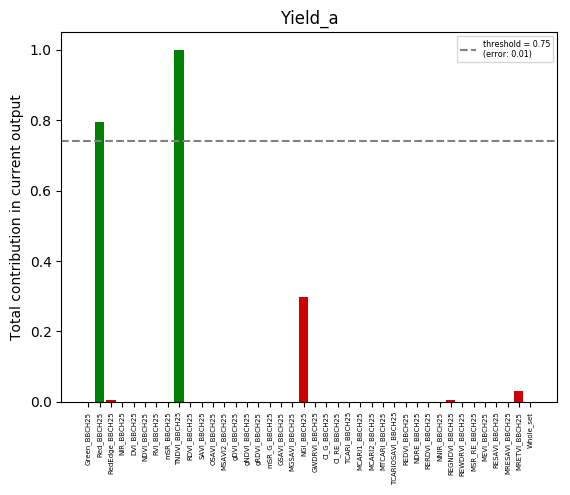 Yield_a
Total contribution in current output
1.0
0.8
0.6
0.4
0.2
0.0
threshold = 0.75
(error: 0.01)
Green_BBCH25
Red_BBCH25
RedEdge_BBCH25
NIR_BBCH25
DVI_BBCH25
NDVI_BBCH25
RVI_BBCH25
mSR_BBCH25
TNDVI_BBCH25
RDVI_BBCH25
SAVI_BBCH25
OSAVI_BBCH25
MSAVI2_BBCH25
gDVI_BBCH25
gNDVI_BBCH25
gRDVI_BBCH25
mSR_G_BBCH25
GSAVI_BBCH25
MGSAVI_BBCH25
NGI_BBCH25
GWDRVI_BBCH25
CI_G_BBCH25
CI_RE_BBCH25
TCARI_BBCH25
MCARI1_BBCH25
MCARI2_BBCH25
MTCARI_BBCH25
TCARIOSAVI_BBCH25
REDVI_BBCH25
NDRE_BBCH25
RERDVI_BBCH25
NNIR_BBCH25
REGNDVI_BBCH25
REWDRVI_BBCH25
MSR_RE_BBCH25
MEVI_BBCH25
RESAVI_BBCH25
MRESAVI_BBCH25
MRETVI_BBCH25
Whole_set